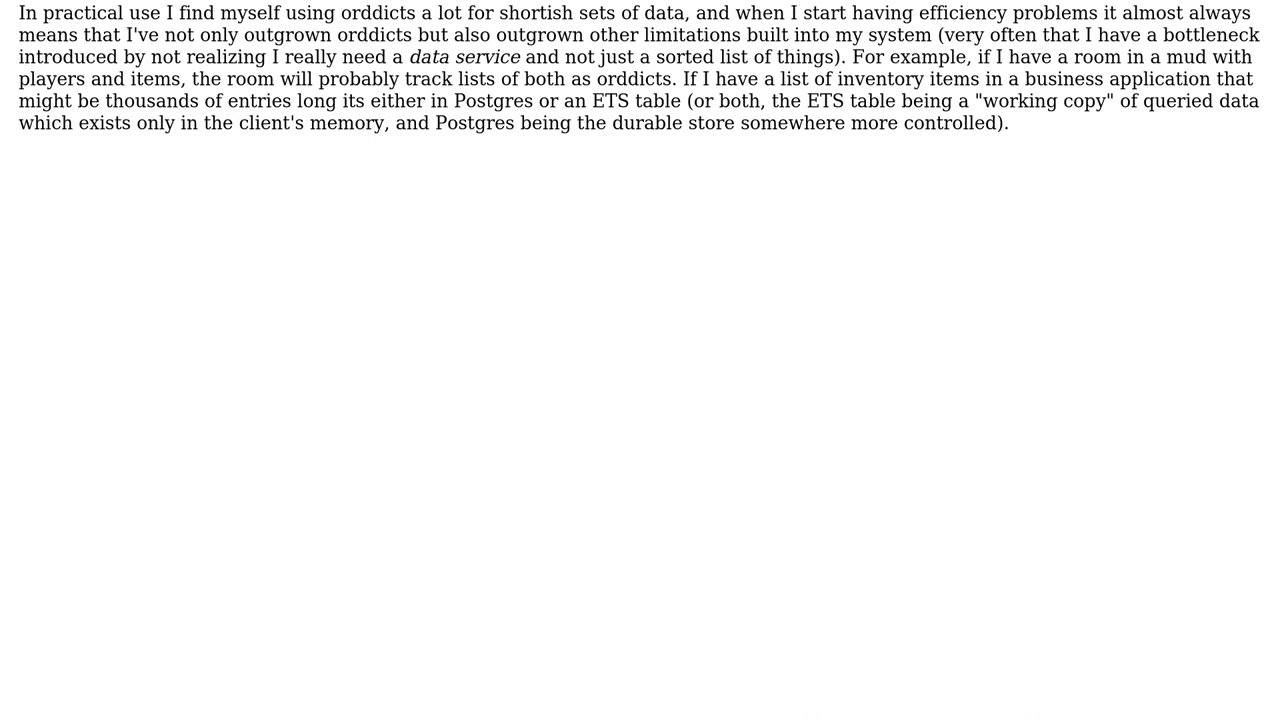 In practical use I find myself using orddicts a lot for shortish sets of data, and when I start having efficiency problems it almost always
means that I've not only outgrown orddicts but also outgrown other limitations built into my system (very often that I have a bottleneck
introduced by not realizing I really need a data service and not just a sorted list of things). For example, if I have a room in a mud with
players and items, the room will probably track lists of both as orddicts. If I have a list of inventory items in a business application that
might be thousands of entries long its either in Postgres or an ETS table (or both, the ETS table being a "working copy" of queried data
which exists only in the client's memory, and Postgres being the durable store somewhere more controlled).